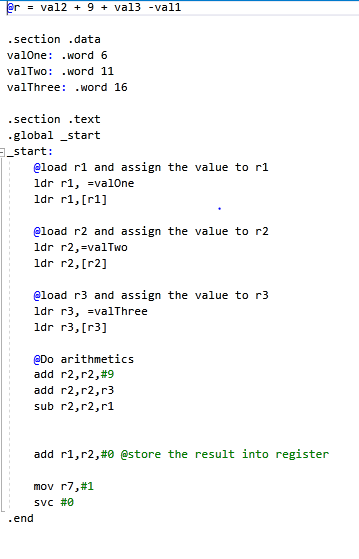 @r = val2 + 9 + val3 -val1
.section .data
valOne: .word 6
valTwo: .word 11
valThree: .word 16
.section .text
.global _start
_start:
@load r1 and assign the value to r1
ldr r1, =valOne
ldr r1,[r1]
@load r2 and assign the value to r2
ldr r2,=valTwo
ldr r2,[r2]
@load r3 and assign the value to r3
ldr r3, =valThree
ldr r3,[r3]
@Do arithmetics
add r2,r2,#9
add r2,r2,r3
sub r2,r2,r1
add r1,r2,#0 @store the result into register
mov r7,#1
svc #0
.end